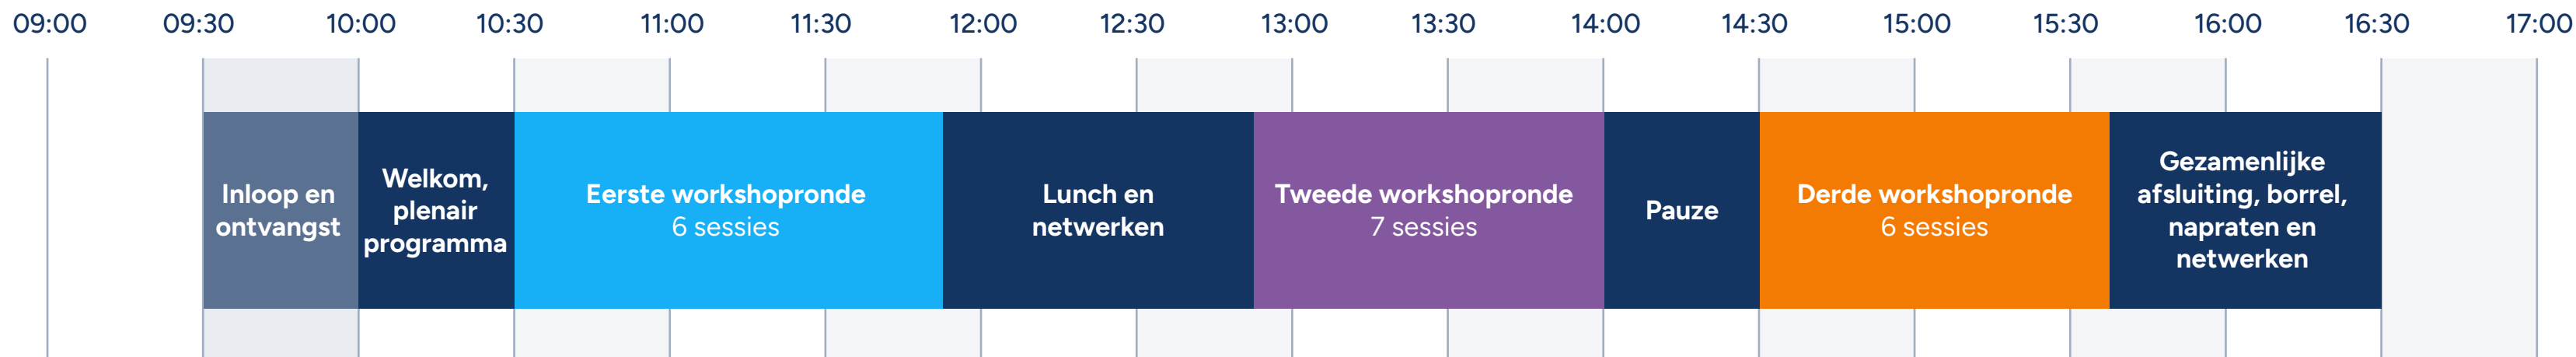 09:00 09:30 10:00 10:30 11:00 11:30 12:00 12:30 13:00 13:30 14:00 14:30 15:00 15:30 16:00 16:30 17:00
Inloop en
ontvangst
Welkom,
plenair
programma
Eerste workshopronde
6 sessies
Lunch en
netwerken
Tweede workshopronde
7 sessies
Pauze
Derde workshopronde
6 sessies
Gezamenlijke
afsluiting, borrel,
napraten en
netwerken